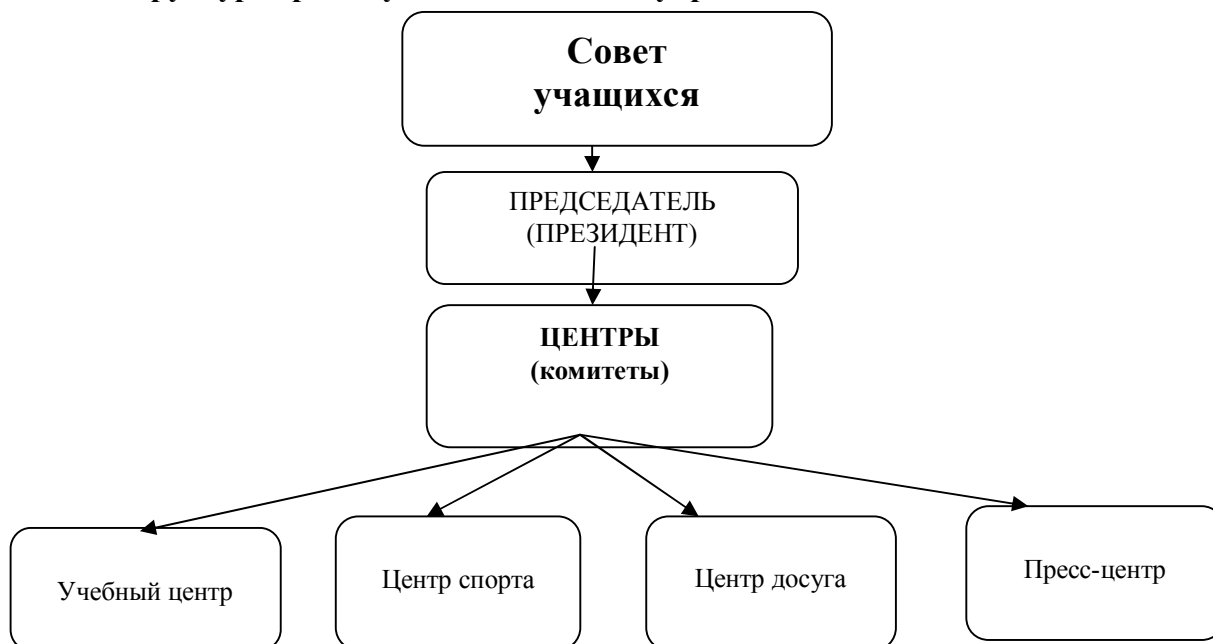 Совет
учащихся
ПРЕДСЕДАТЕЛЬ
(ПРЕЗИДЕНТ)
ЦЕНТРЫ
(комитеты)
Учебный центр
Центр спорта
Центр досуга
Пресс-центр